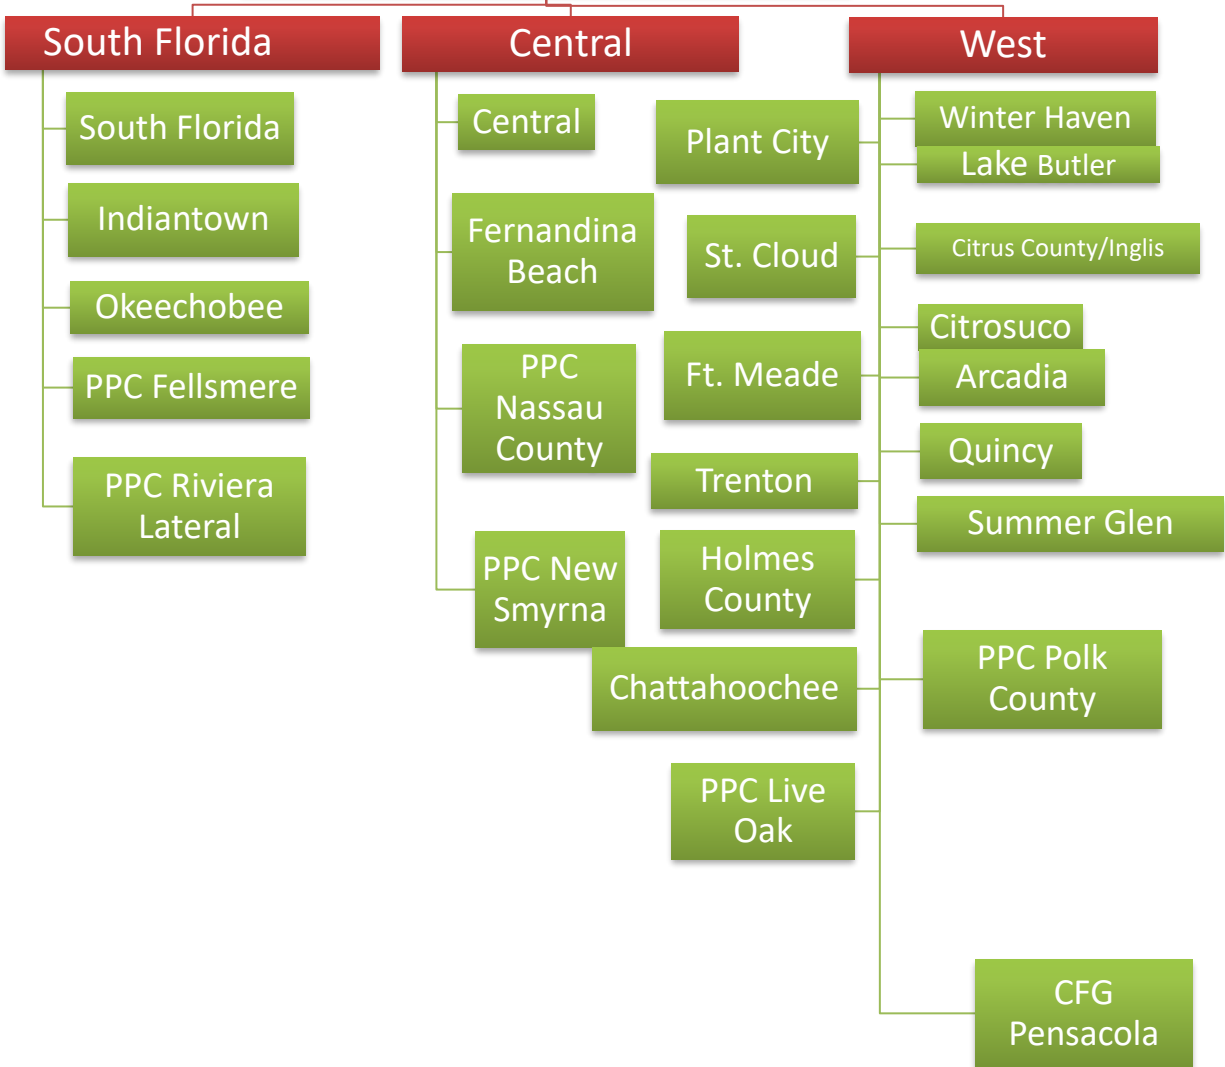 South Florida
Central
West
South Florida
Indiantown
Okeechobee
PPC Fellsmere
PPC Riviera
Lateral
Central
Fernandina
Beach
PPC
Nassau
County
PPC New
Smyrna
Plant City
St. Cloud
Ft. Meade
Trenton
Holmes
County
Chattahoochee
PPC Live
Oak
Winter Haven
Lake Butler
Citrus County/Inglis
Citrosuco
Arcadia
Quincy
Summer Glen
PPC Polk
County
CFG
Pensacola